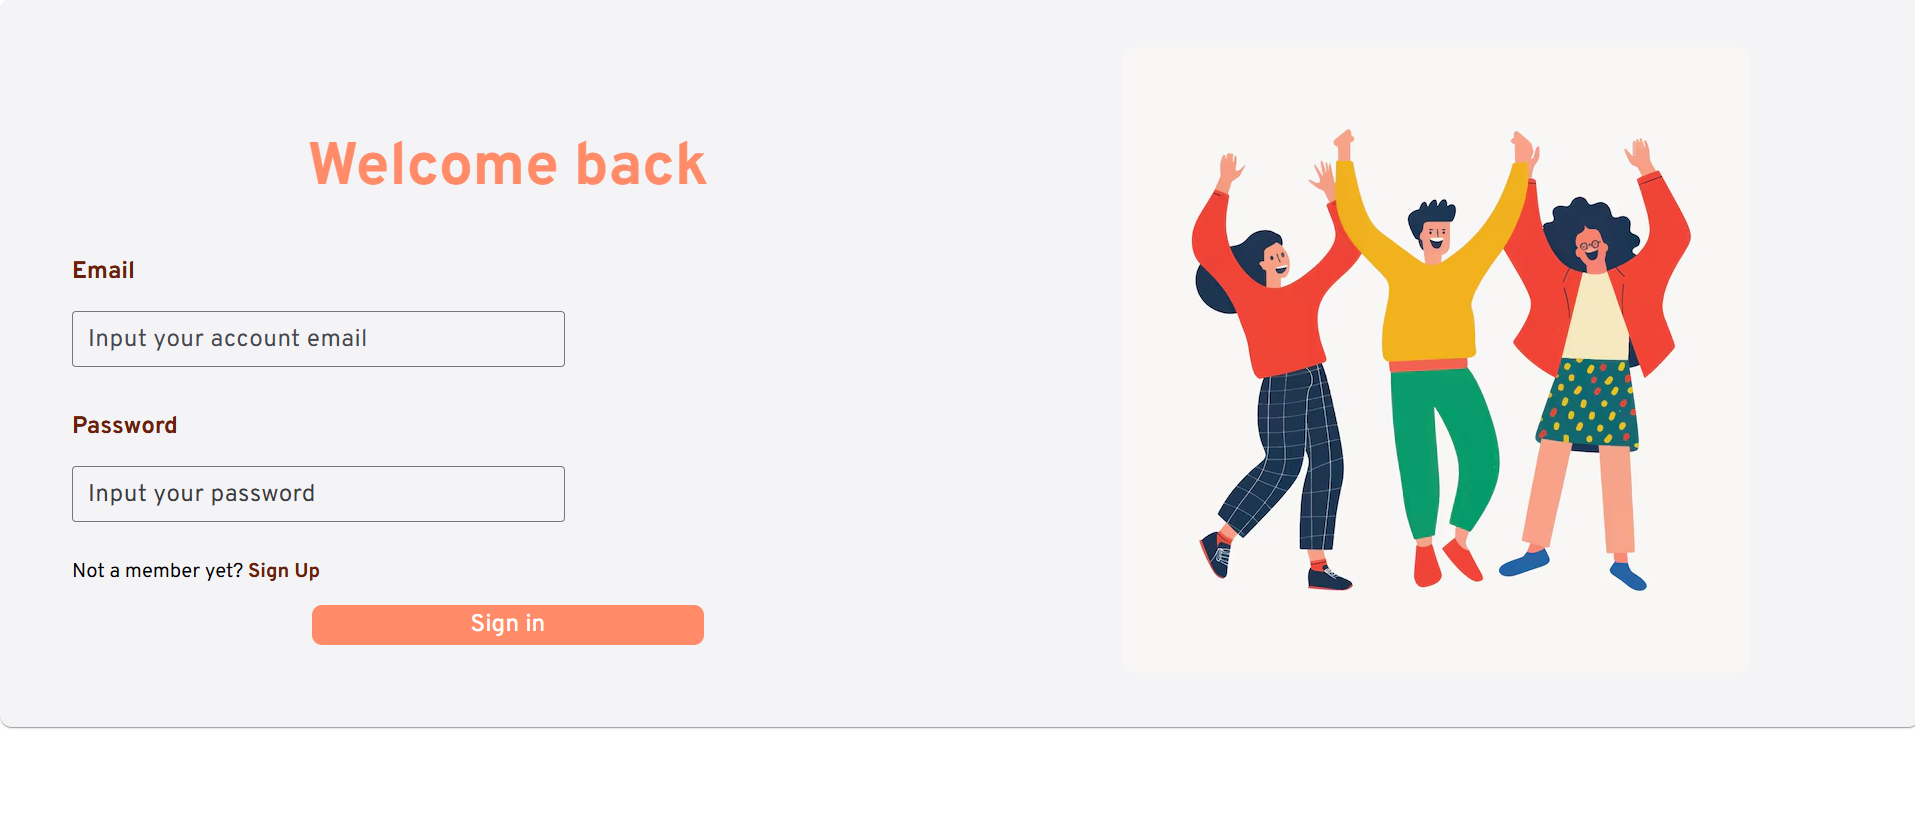 Welcome back
Email
Input your account email
Password
Input your password
Not a member yet? Sign Up
Sign in